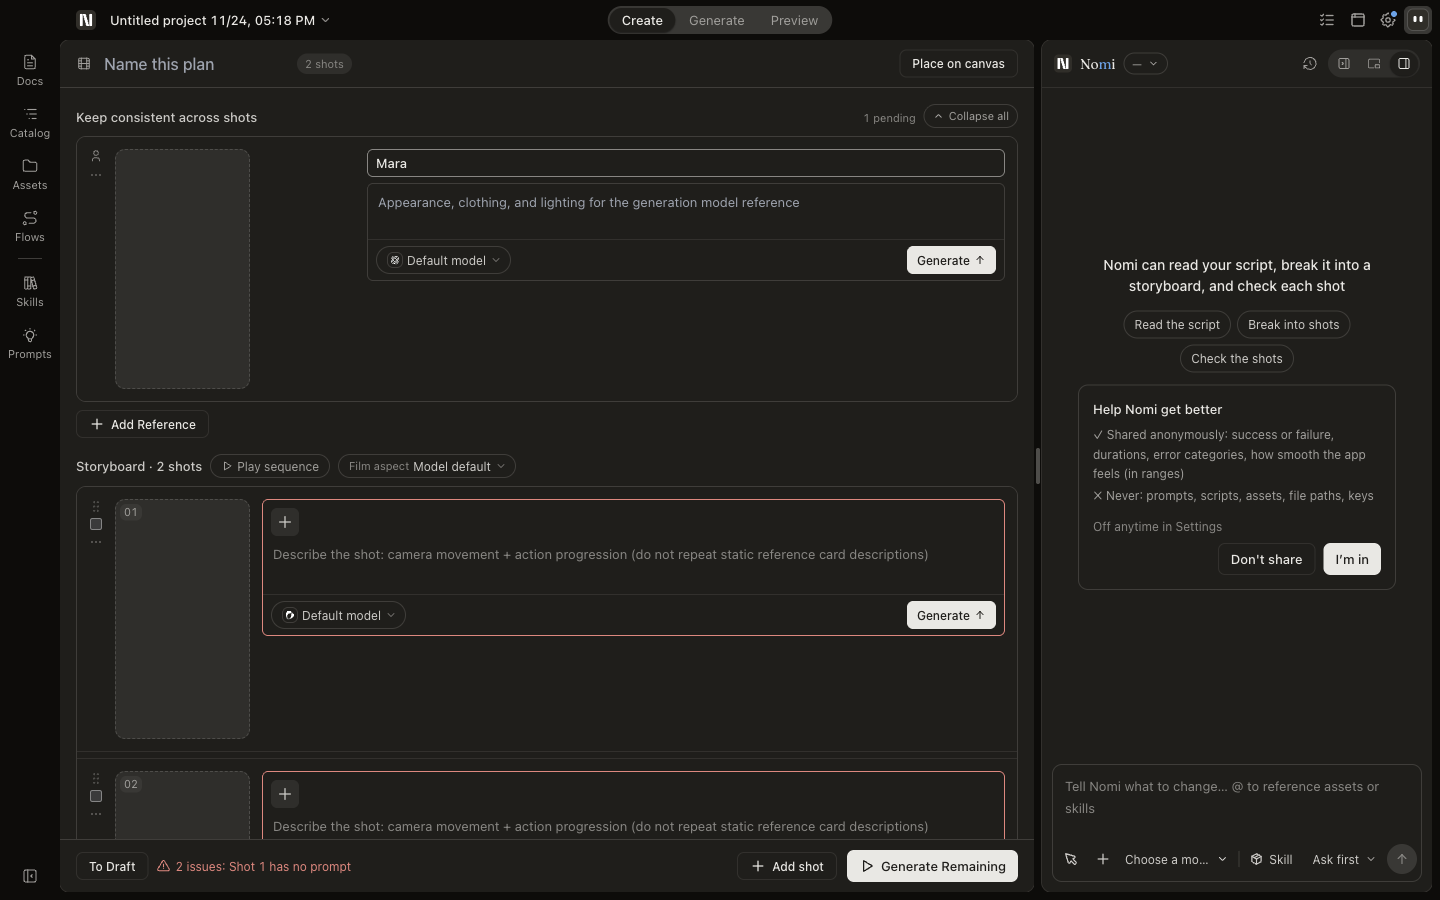 Untitled project 11/24, 05:18 PM
Create
Generate
Preview
Docs
Catalog
Assets
Flows
Skills
Prompts
Name this plan
2 shots
Place on canvas
Keep consistent across shots
1 pending
Collapse all
Mara
Appearance, clothing, and lighting for the generation model reference
Default model
Generate
Add Reference
Storyboard · 2 shots
Play sequence
Film aspect Model default
01
Describe the shot: camera movement + action progression (do not repeat static reference card descriptions)
Default model
Generate
02
Describe the shot: camera movement + action progression (do not repeat static reference card descriptions)
To Draft
2 issues: Shot 1 has no prompt
Add shot
Generate Remaining
Nomi
—
Nomi can read your script, break it into a
storyboard, and check each shot
Read the script
Break into shots
Check the shots
Help Nomi get better
✓ Shared anonymously: success or failure,
durations, error categories, how smooth the app
feels (in ranges)
✕ Never: prompts, scripts, assets, file paths, keys
Off anytime in Settings
Don't share
I'm in
Tell Nomi what to change... @ to reference assets or
skills
Choose a mo...
Skill
Ask first